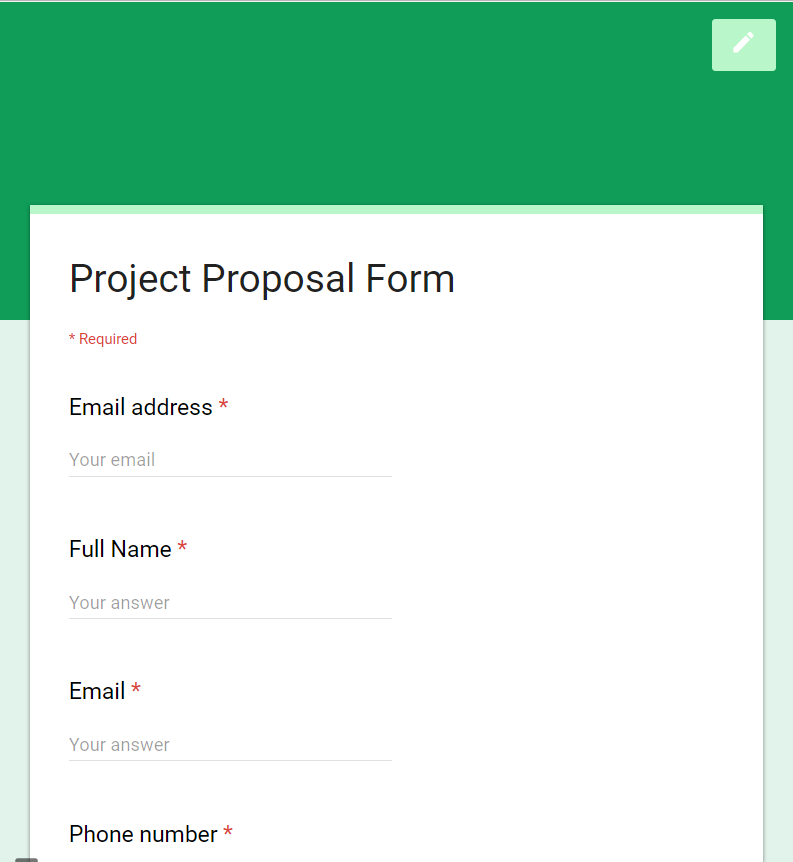 Project Proposal Form
* Required
Email address *
Your email
Full Name *
Your answer
Email *
Your answer
Phone number *